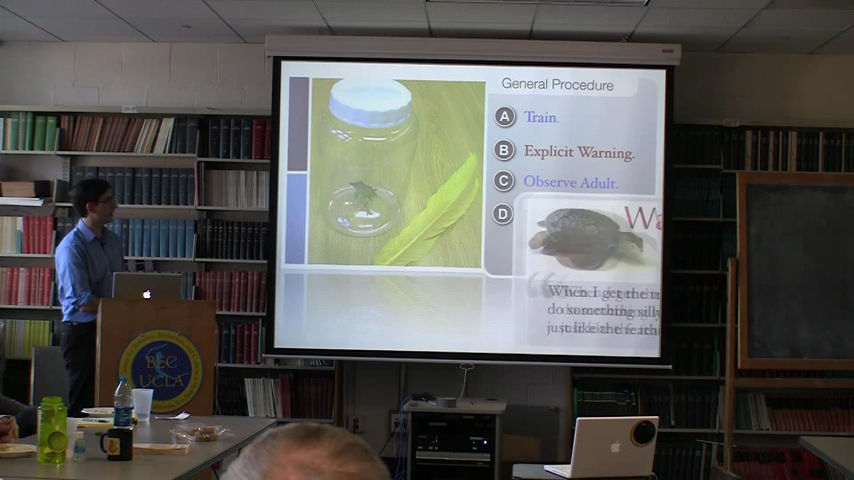 General Procedure
A Train.
B Explicit Warning.
C Observe Adult.
D
Wa
When I get the
do something silly
just like the
BEC
UCLA